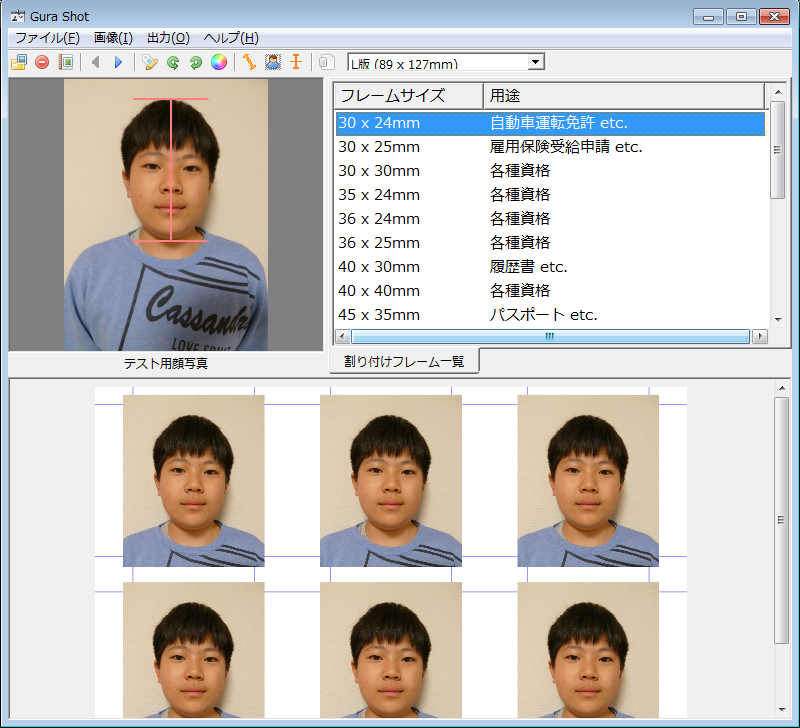 Gura Shot
ファイル(F) 画像(I) 出力(O) ヘルプ(H)
L版 (89 x 127mm)
フレームサイズ 用途
30 x 24mm 自動車運転免許 etc.
30 x 25mm 雇用保険受給申請 etc.
30 x 30mm 各種資格
35 x 24mm 各種資格
36 x 24mm 各種資格
36 x 25mm 各種資格
40 x 30mm 履歴書 etc.
40 x 40mm 各種資格
45 x 35mm パスポート etc.
Cassandra
LOVE FRUIT
テスト用顔写真
割り付けフレーム一覧